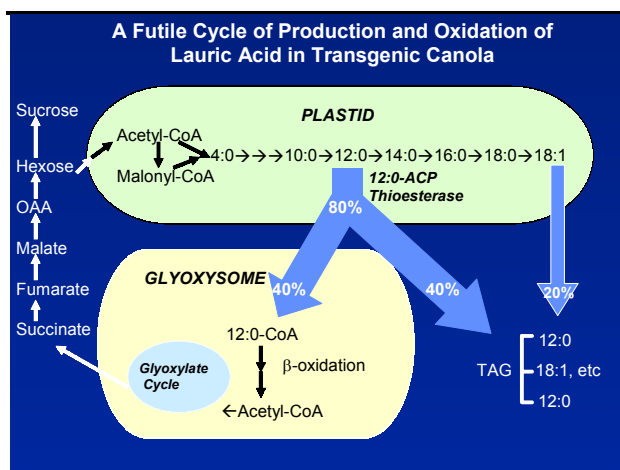 A Futile Cycle of Production and Oxidation of
Lauric Acid in Transgenic Canola
PLASTID
Sucrose
Acetyl-CoA
4:0→ → → 10:0→12:0→14:0→16:0→18:0→18:1
Hexose
Malonyl-CoA
12:0-ACP
Thioesterase
OAA
80%
Malate
GLYOXYSOME
Fumarate
40%
40%
20%
Succinate
12:0-CoA
12:0
β-oxidation
Glyoxylate
Cycle
TAG
18:1, etc
←Acetyl-CoA
12:0